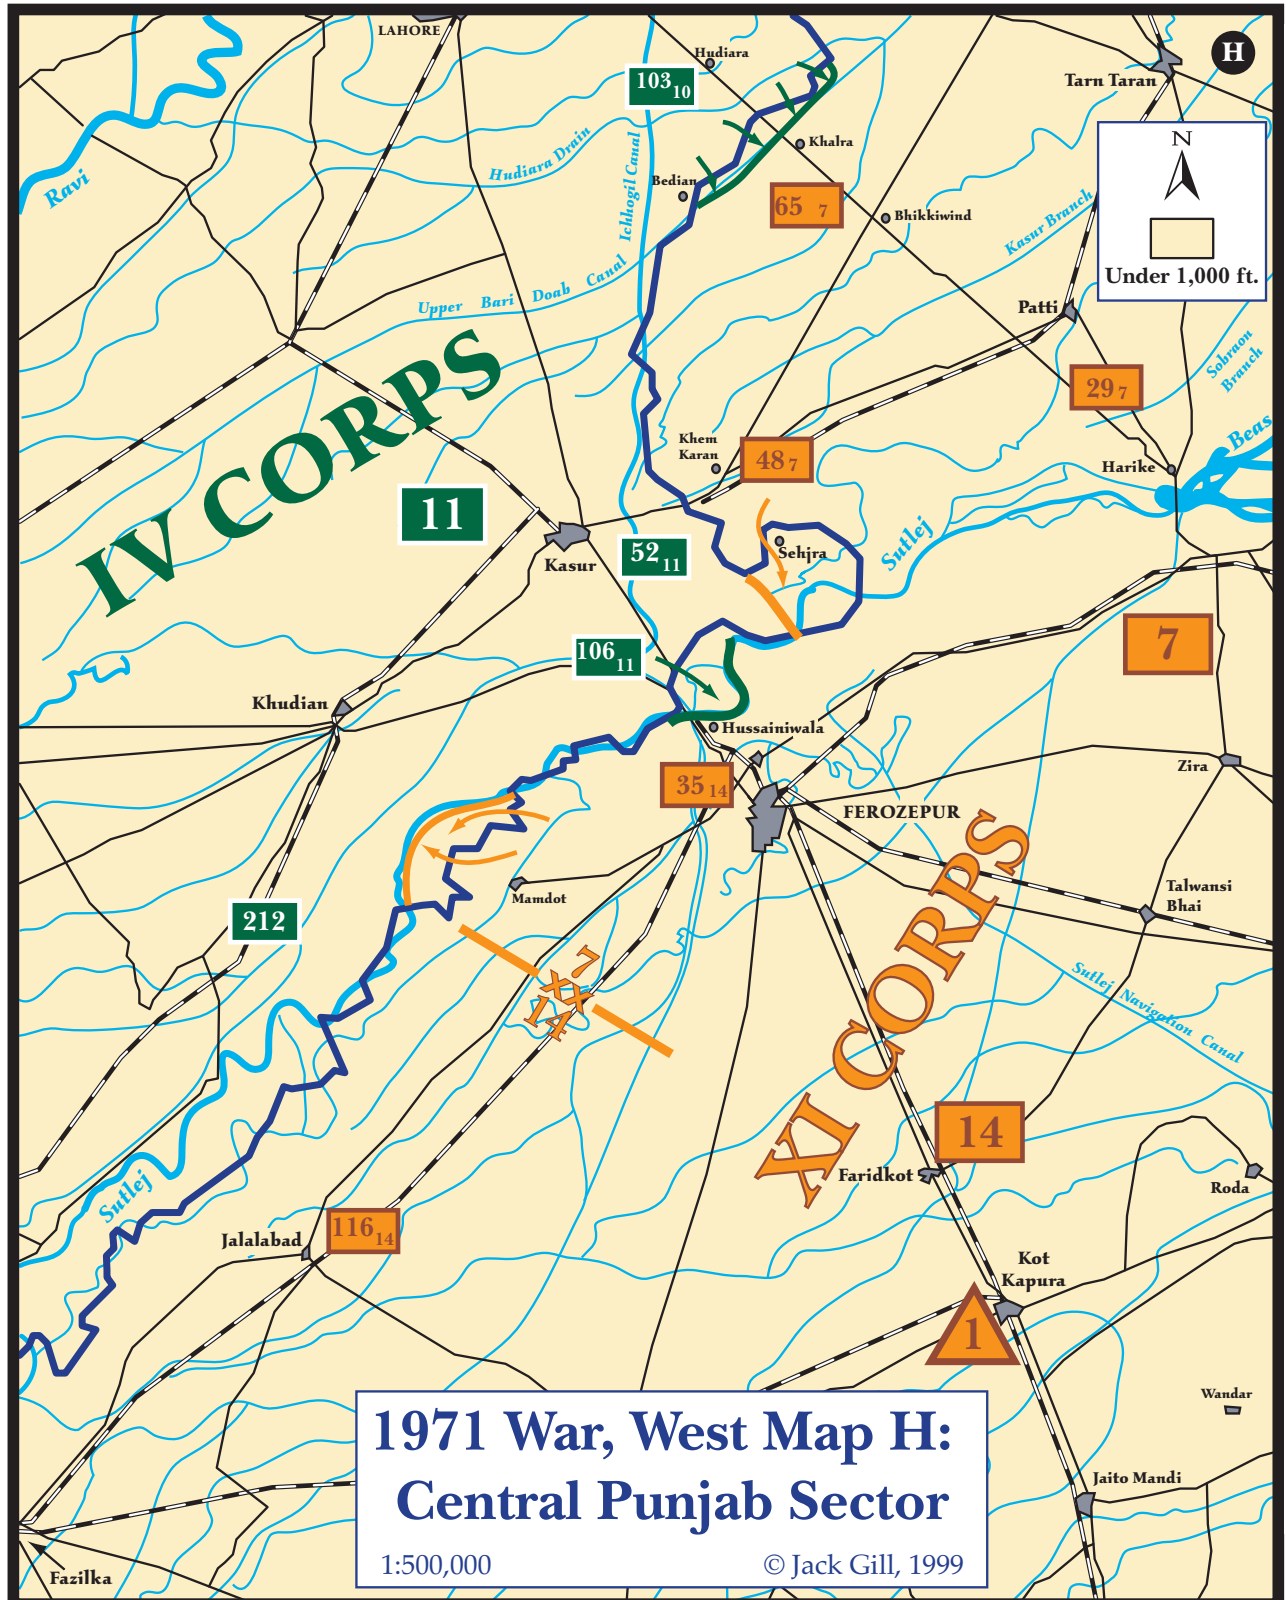 LAHORE
Hudiara
H
Tarn Taran
103 10
Ravi
Hudiara Drain
Ichhogil Canal
Khalra
Bedian
65 7
Bhikkiwind
N
Under 1,000 ft.
Kasur Branch
Upper Bari Doab Canal
Patti
Sobraon
Branch
29 7
IV CORPS
Khem
Karan
48 7
Harike
Beas
11
Kasur
52 11
Sehjra
Sutlej
106 11
7
Khudian
Hussainiwala
Zira
35 14
FEROZEPUR
Mamdot
Talwansi
Bhai
212
7
XX
14
XI CORPS
Sutlej Navigation Canal
14
Faridkot
Roda
Sutlej
Jalalabad
116 14
Kot
Kapura
1
Wandar
Jaito Mandi
Fazilka
1971 War, West Map H:
Central Punjab Sector
1:500,000
© Jack Gill, 1999